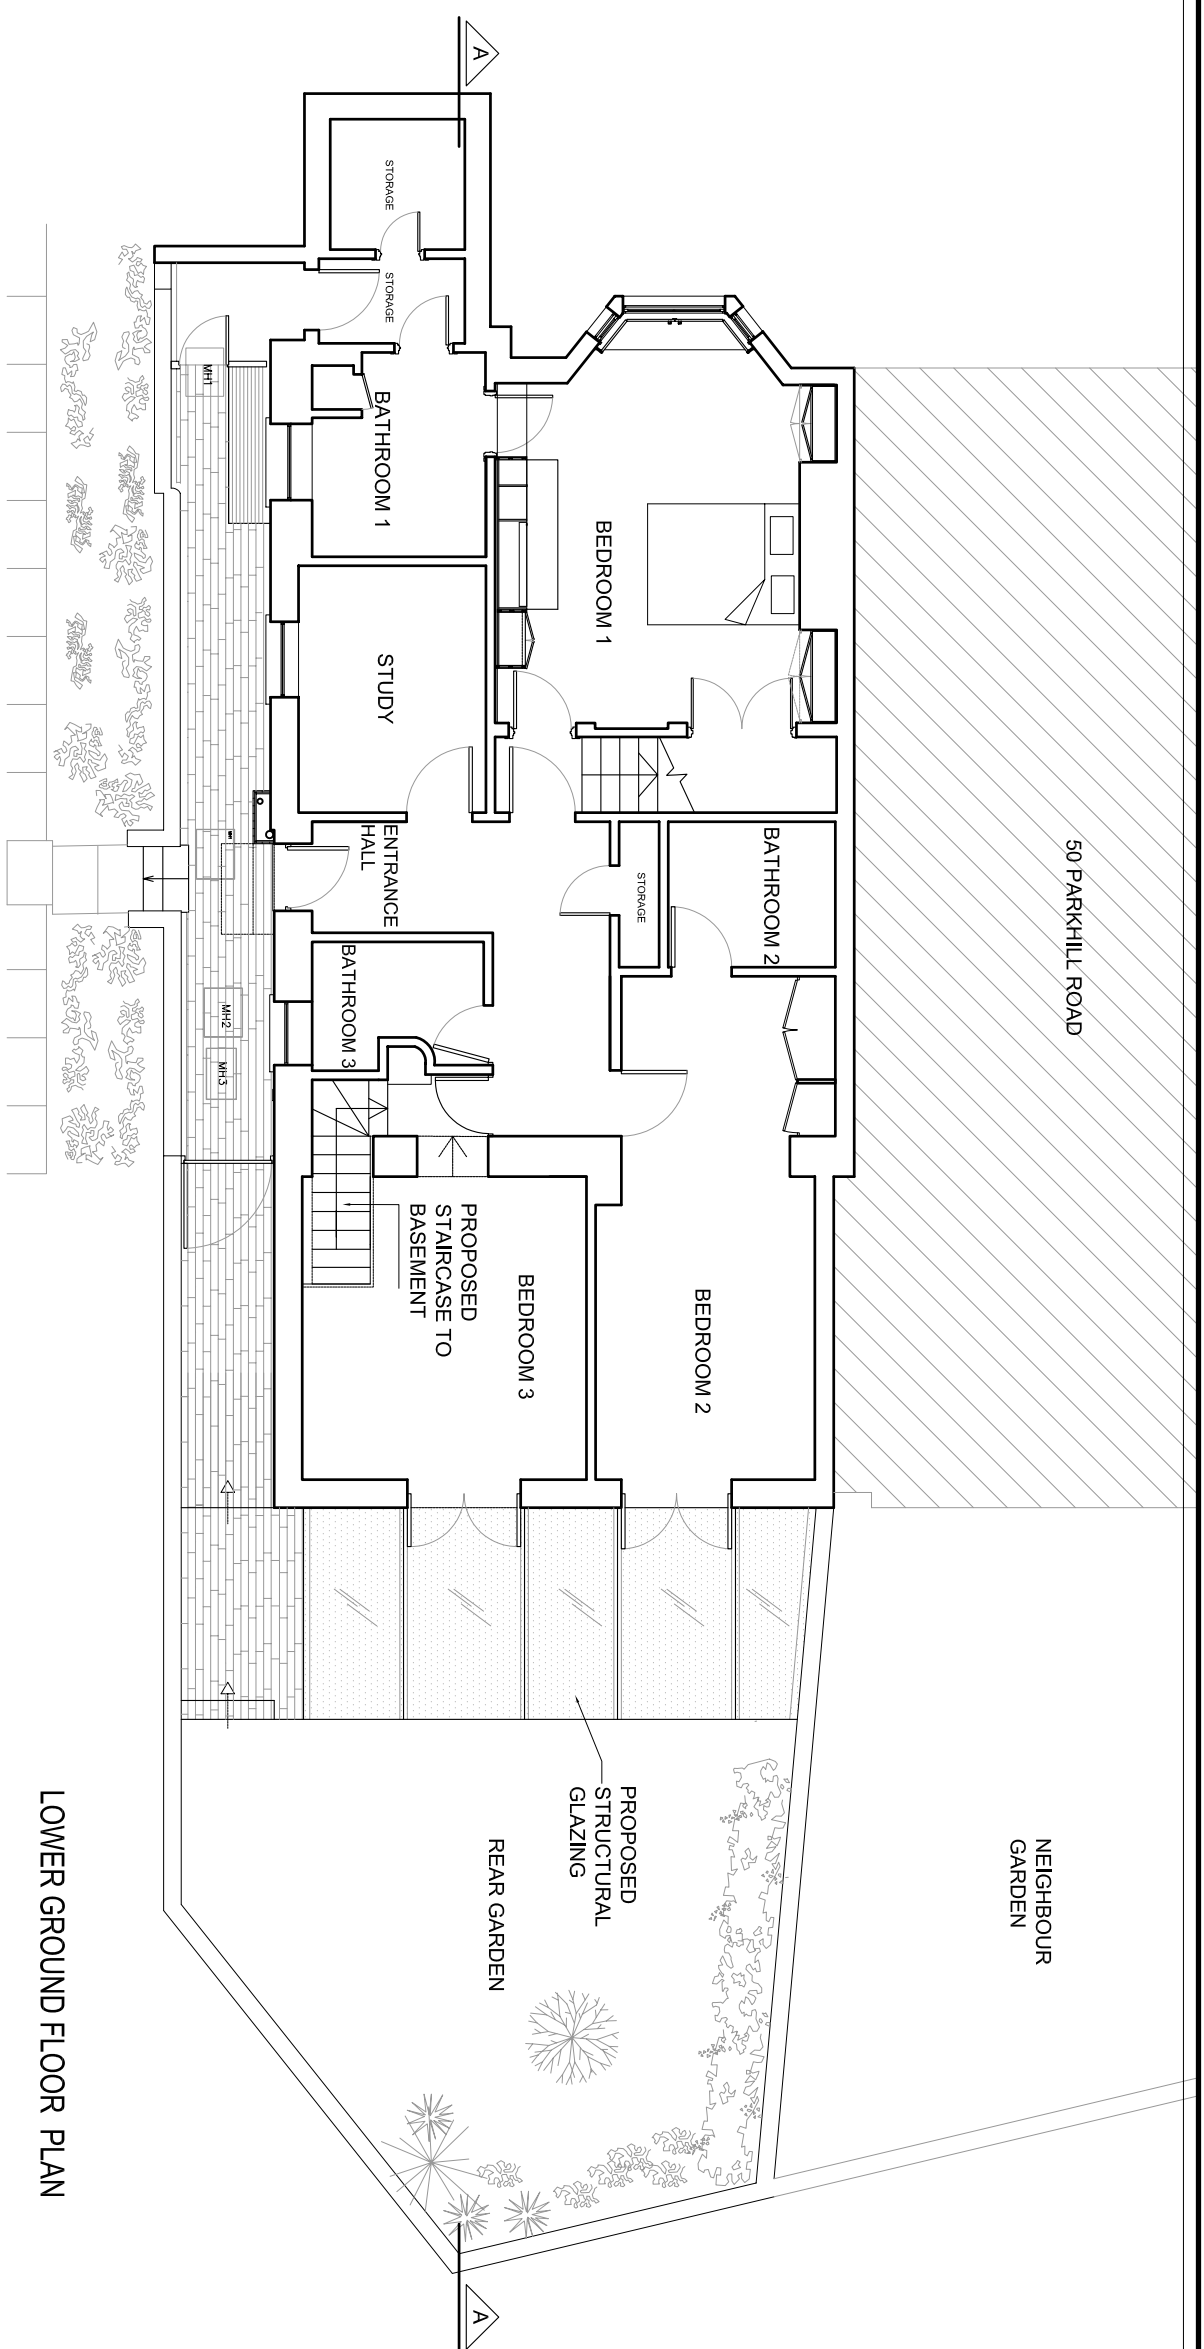 A
STORAGE
STORAGE
MH1
BATHROOM 1
BEDROOM 1
STUDY
50 PARKHILL ROAD
ENTRANCE
HALL
STORAGE
BATHROOM 2
BATHROOM 3
MH2
MH3
PROPOSED
STAIRCASE TO
BASEMENT
BEDROOM 3
BEDROOM 2
PROPOSED
STRUCTURAL
GLAZING
REAR GARDEN
NEIGHBOUR
GARDEN
LOWER GROUND FLOOR PLAN
A